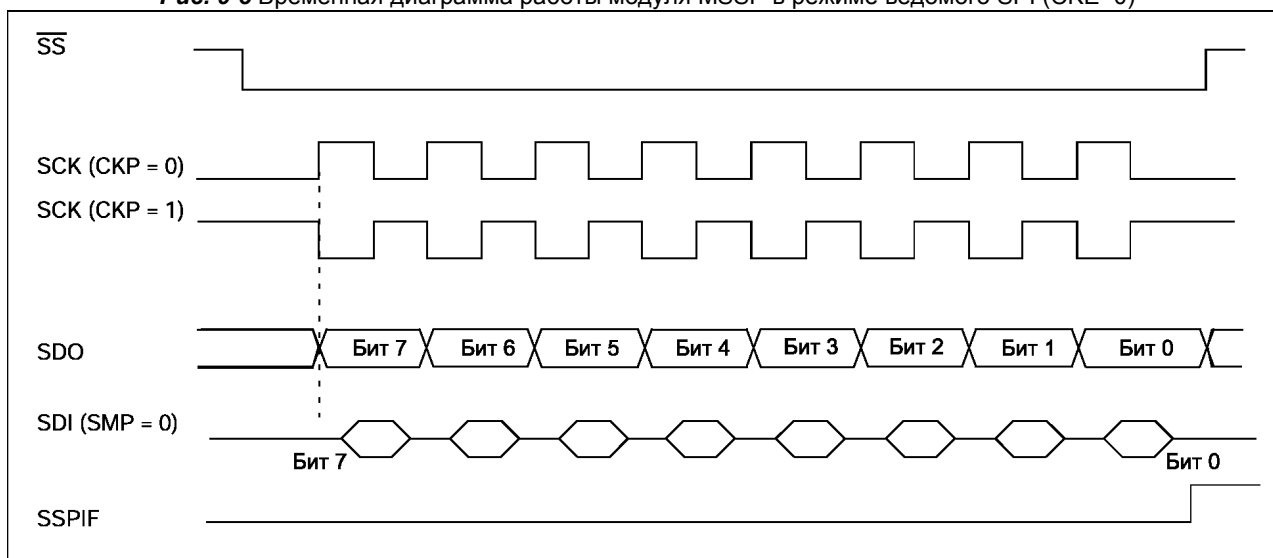 Рис. 9-3 Временная диаграмма работы модуля MSSP в режиме ведомого SPI (CKE=0)
SS
SCK (CKP = 0)
SCK (CKP = 1)
SDO
Бит 7 Бит 6 Бит 5 Бит 4 Бит 3 Бит 2 Бит 1 Бит 0
SDI (SMP = 0)
Бит 7 Бит 0
SSPIF